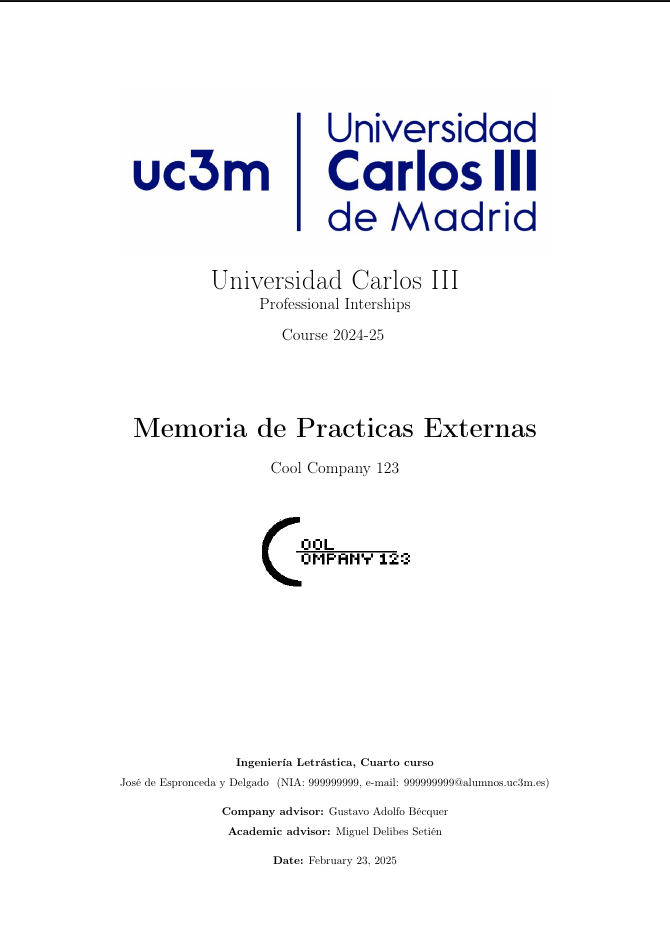 uc3m
Universidad
Carlos III
de Madrid
Universidad Carlos III
Professional Interships
Course 2024-25
Memoria de Practicas Externas
Cool Company 123
OOL
OMPANY 123
Ingeniería Letrástica, Cuarto curso
José de Espronceda y Delgado (NIA: 999999999, e-mail: 999999999@alumnos.uc3m.es)
Company advisor: Gustavo Adolfo Bécquer
Academic advisor: Miguel Delibes Setién
Date: February 23, 2025